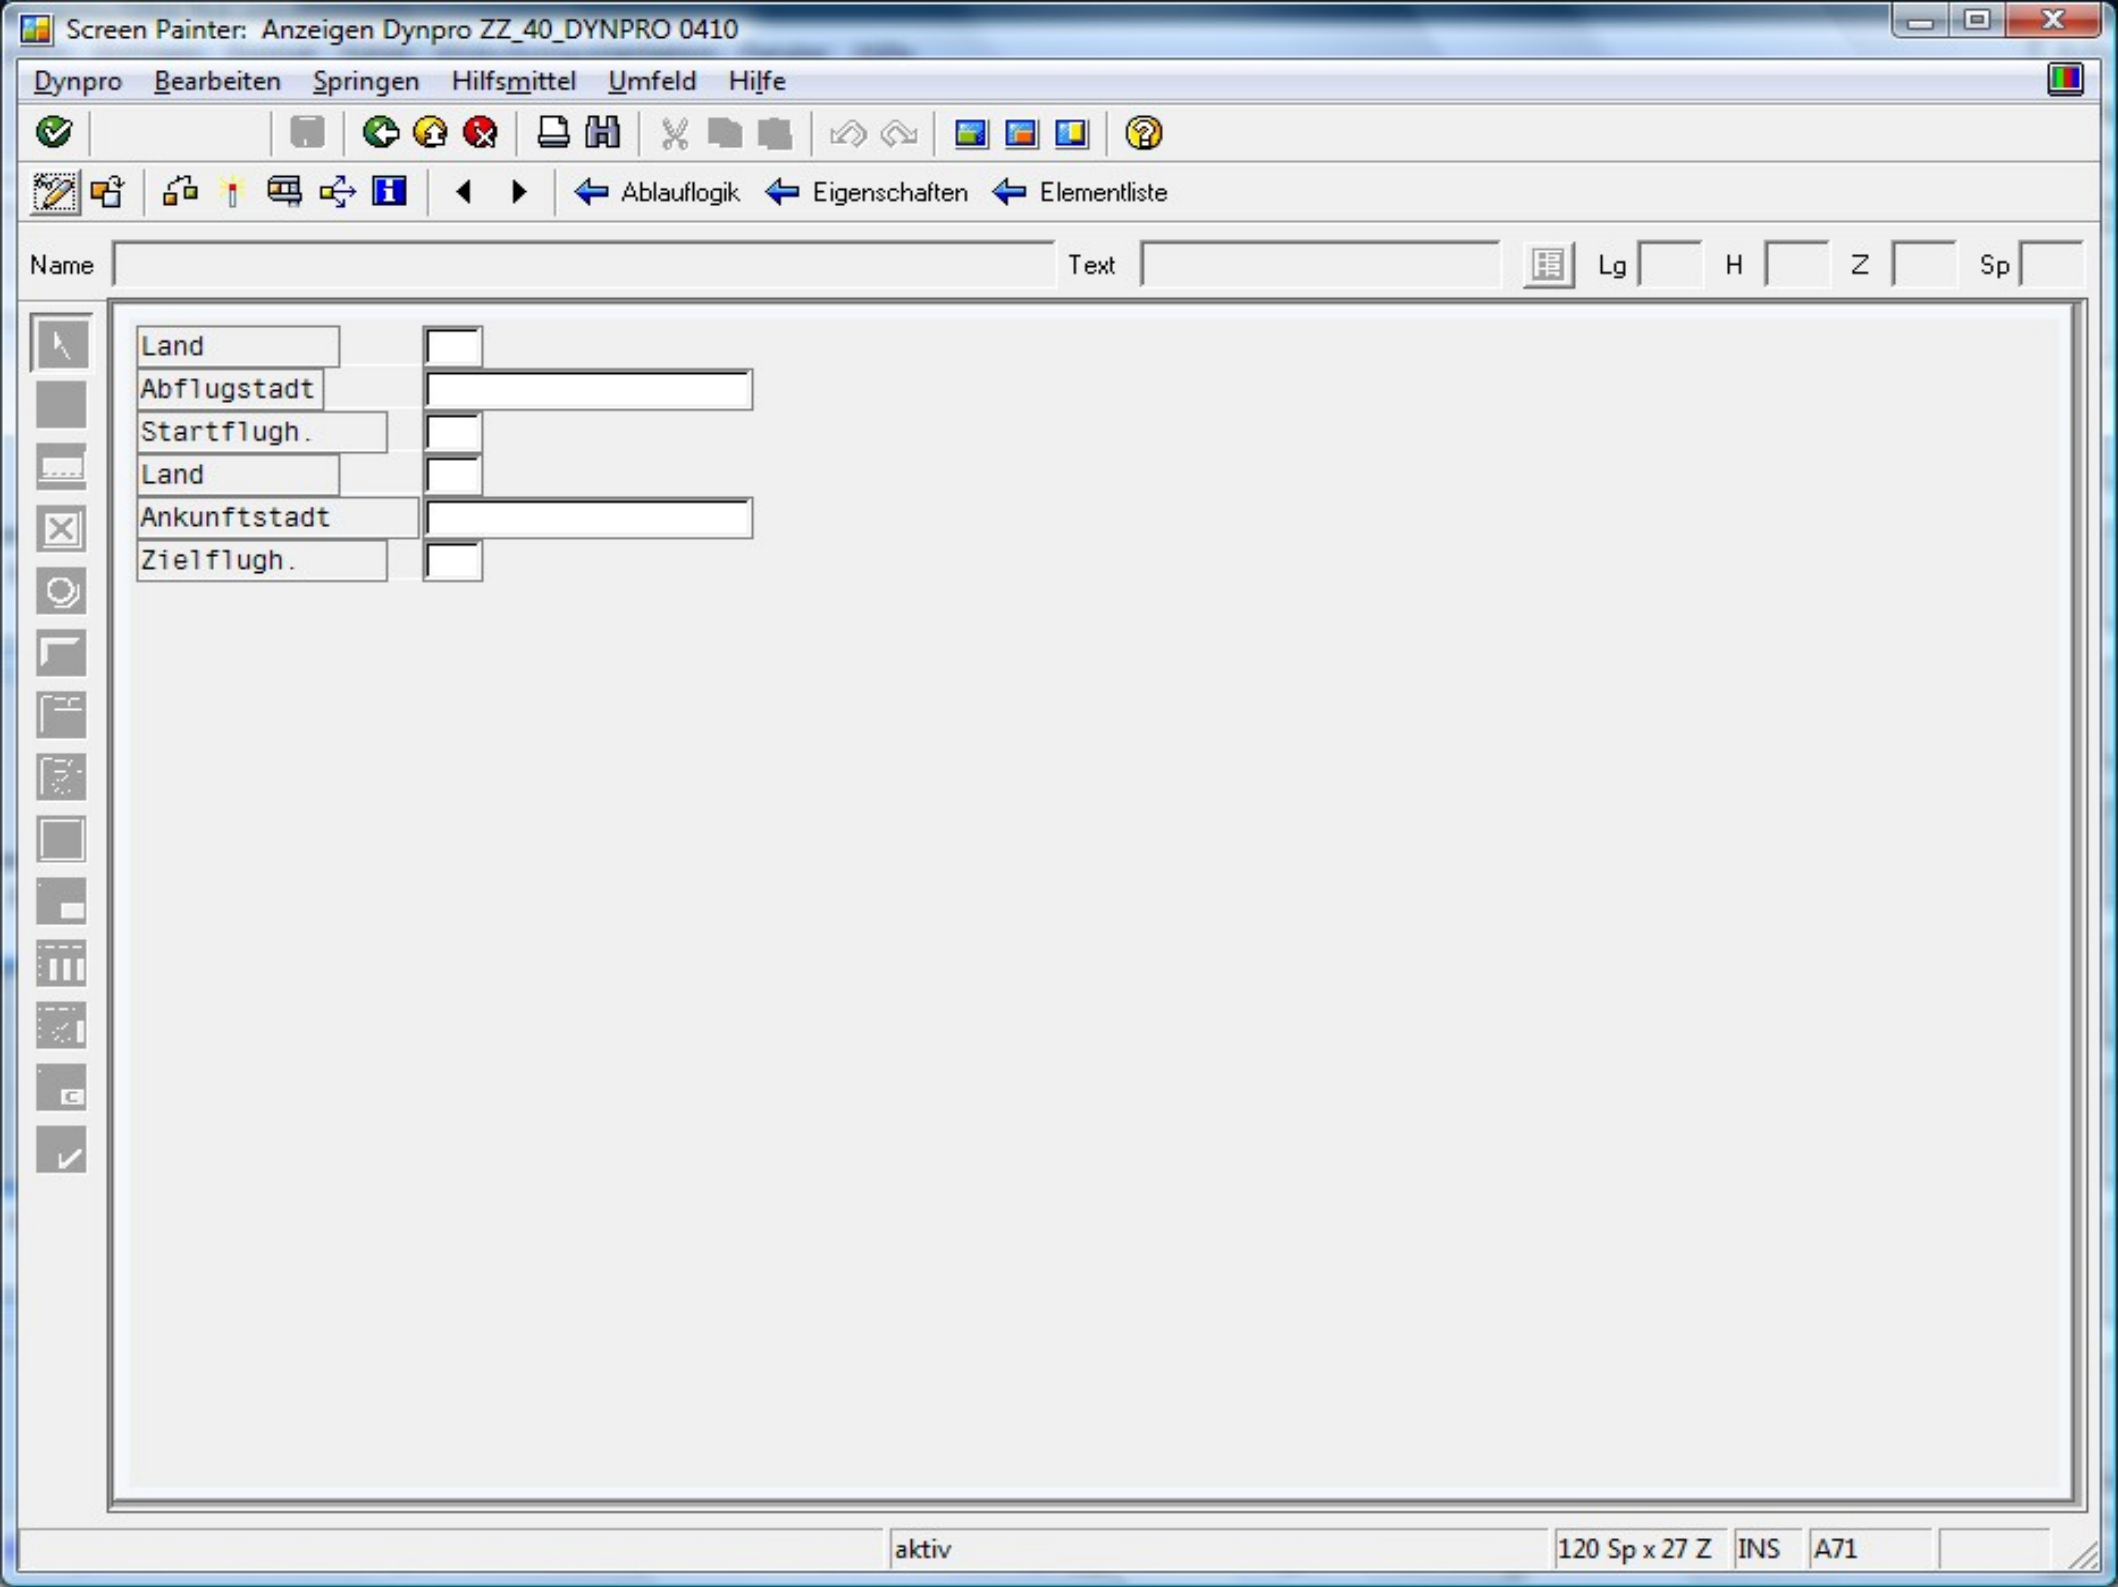 Screen Painter: Anzeigen Dynpro ZZ_40_DYNPRO 0410
Dynpro Bearbeiten Springen Hilfsmittel Umfeld Hilfe
Ablauflogik Eigenschaften Elementliste
Name Text Lg H Z Sp
Land
Abflugstadt
Startflugh.
Land
Ankunftstadt
Zielflugh.
aktiv 120 Sp x 27 Z INS A71